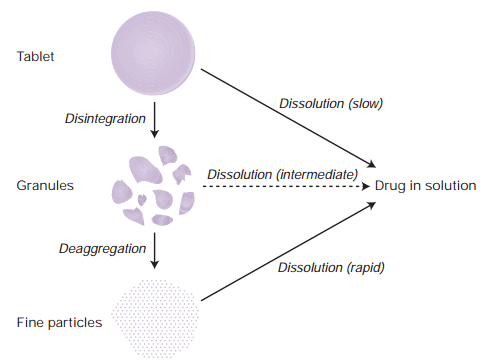 Tablet
Dissolution (slow)
Disintegration
Granules
Dissolution (intermediate)
Drug in solution
Deaggregation
Dissolution (rapid)
Fine particles